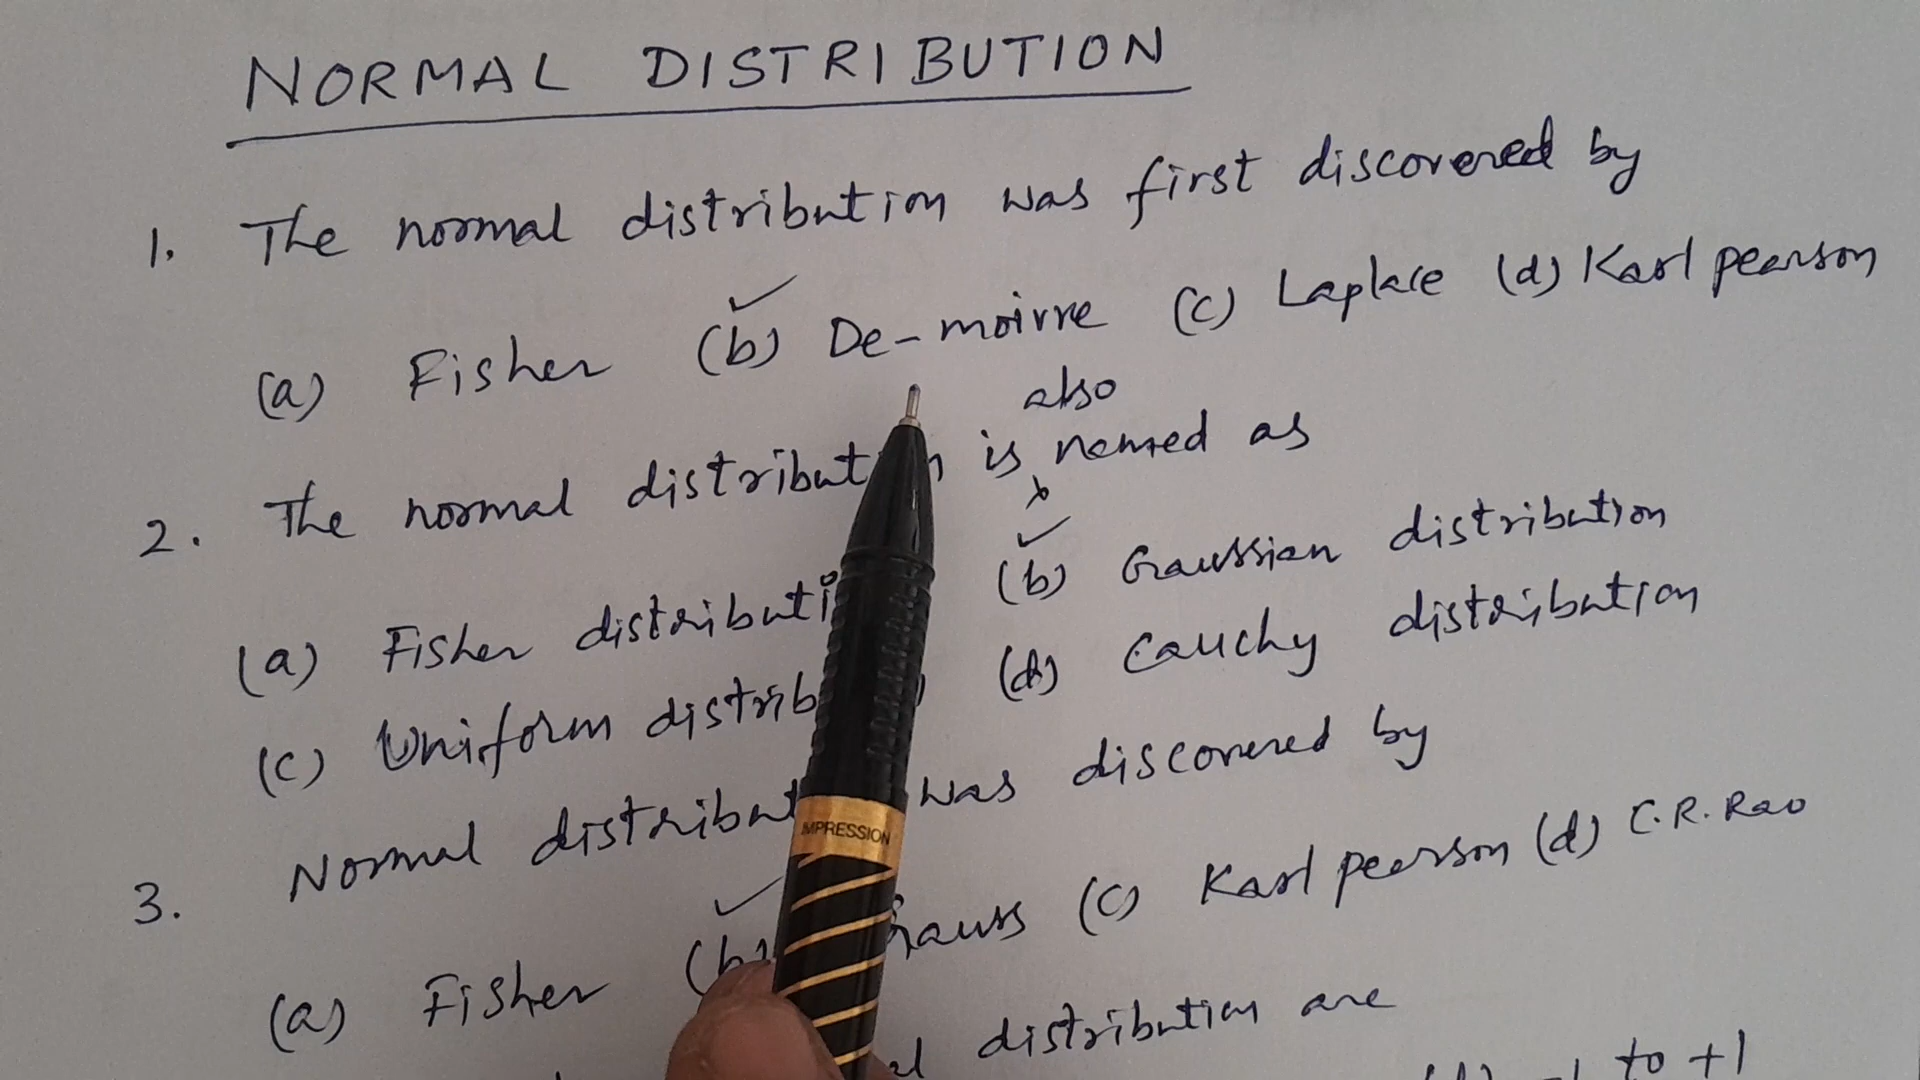 NORMAL DISTRIBUTION
1. The normal distribution was first discovered by
(a) Fisher (b) De-moivre (c) Laplace (d) Karl pearson
also
2. The normal distribut n is named as
(a) Fisher distributi (b) Gaussian distribution
(c) Uniform distrib (d) Cauchy distribution
3. Normal distribut was discovered by
(a) Fisher (b) Gauss (c) Karl pearson (d) C.R. Rao
distribution are
-1 to +1
IMPRESSION